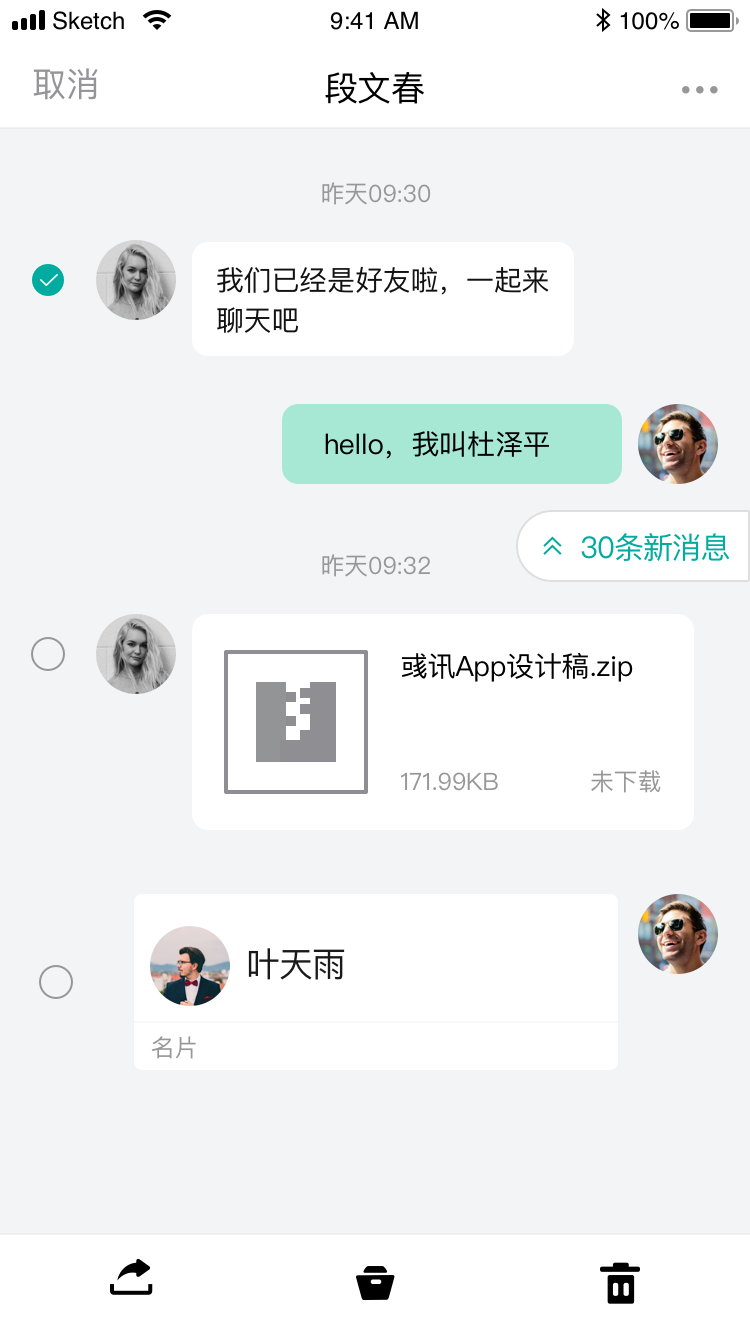 Sketch 9:41 AM 100%
取消 段文春
昨天09:30
我们已经是好友啦，一起来
聊天吧
hello，我叫杜泽平
30条新消息
昨天09:32
彧讯App设计稿.zip
171.99KB 未下载
叶天雨
名片